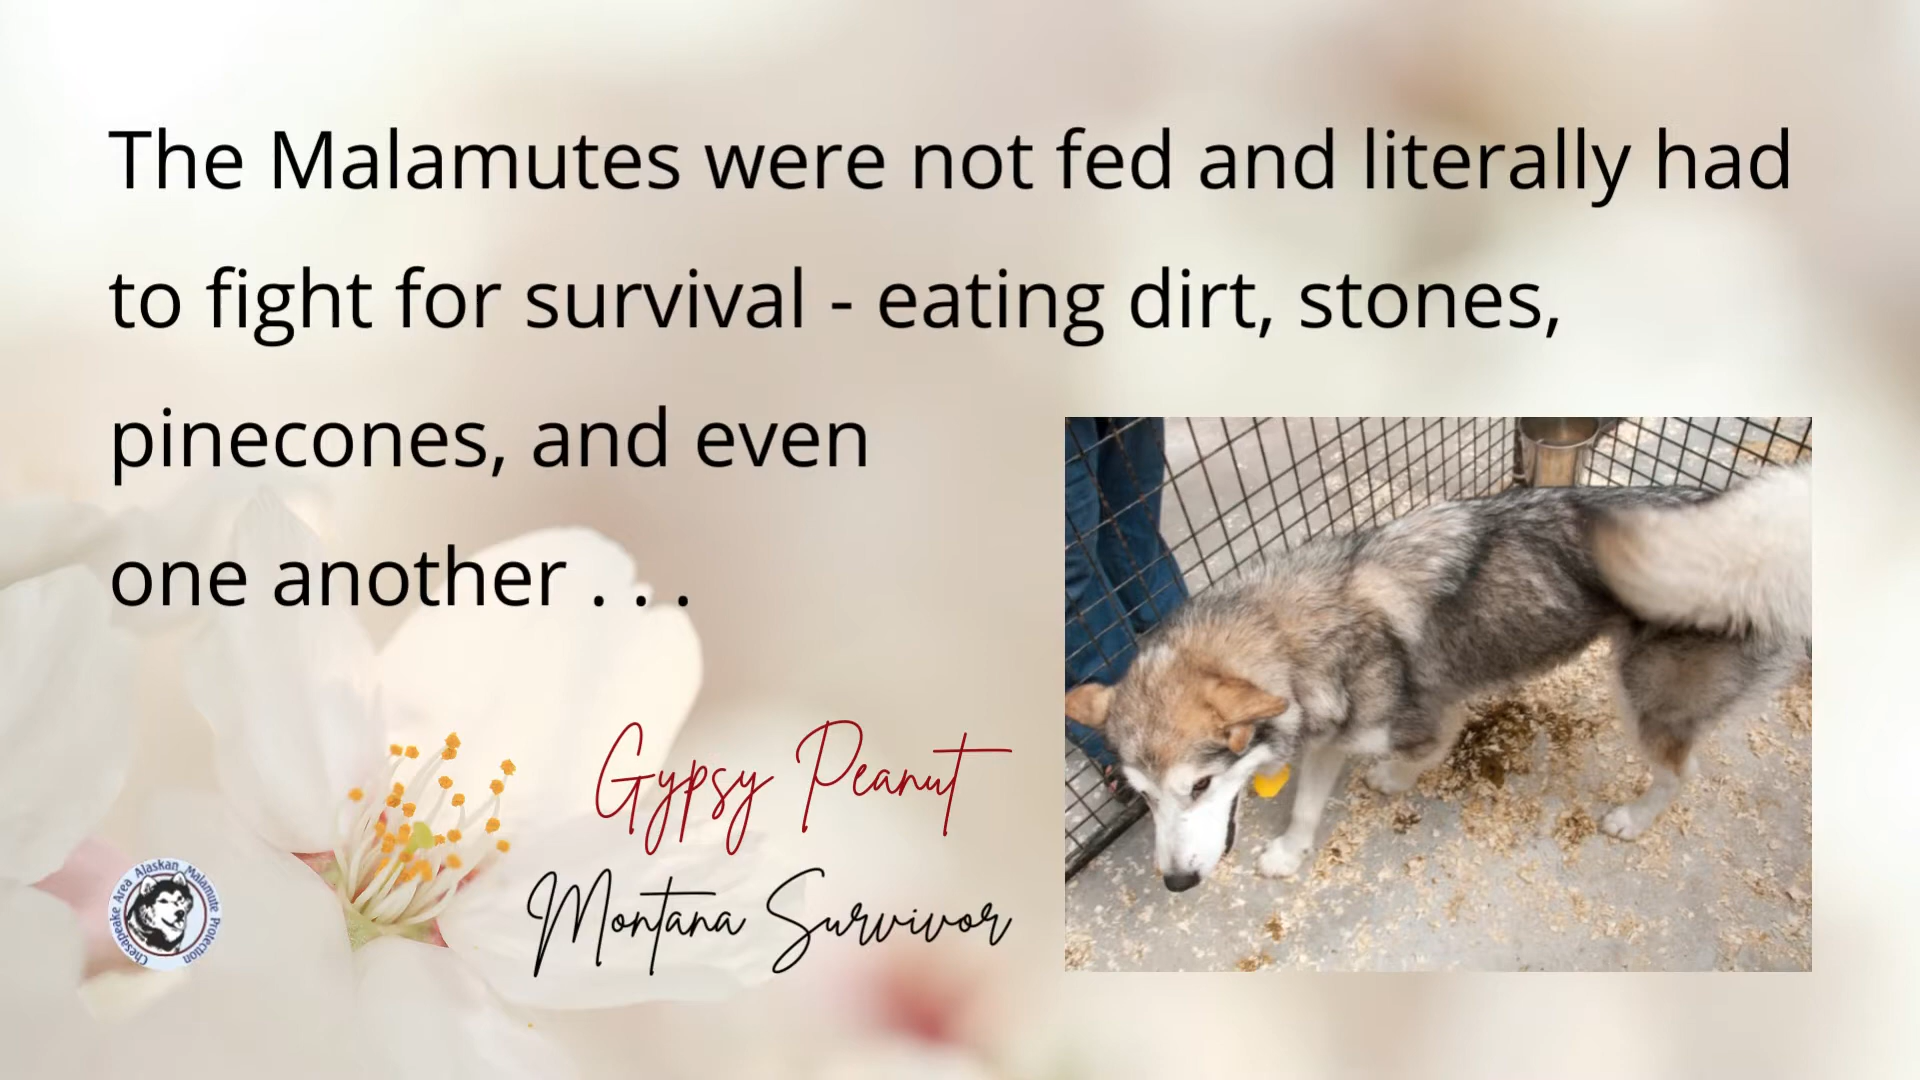 The Malamutes were not fed and literally had
to fight for survival - eating dirt, stones,
pinecones, and even
one another . . .
Gypsy Peanut
Montana Survivor
Chesapeake Area Alaskan Malamute Protection